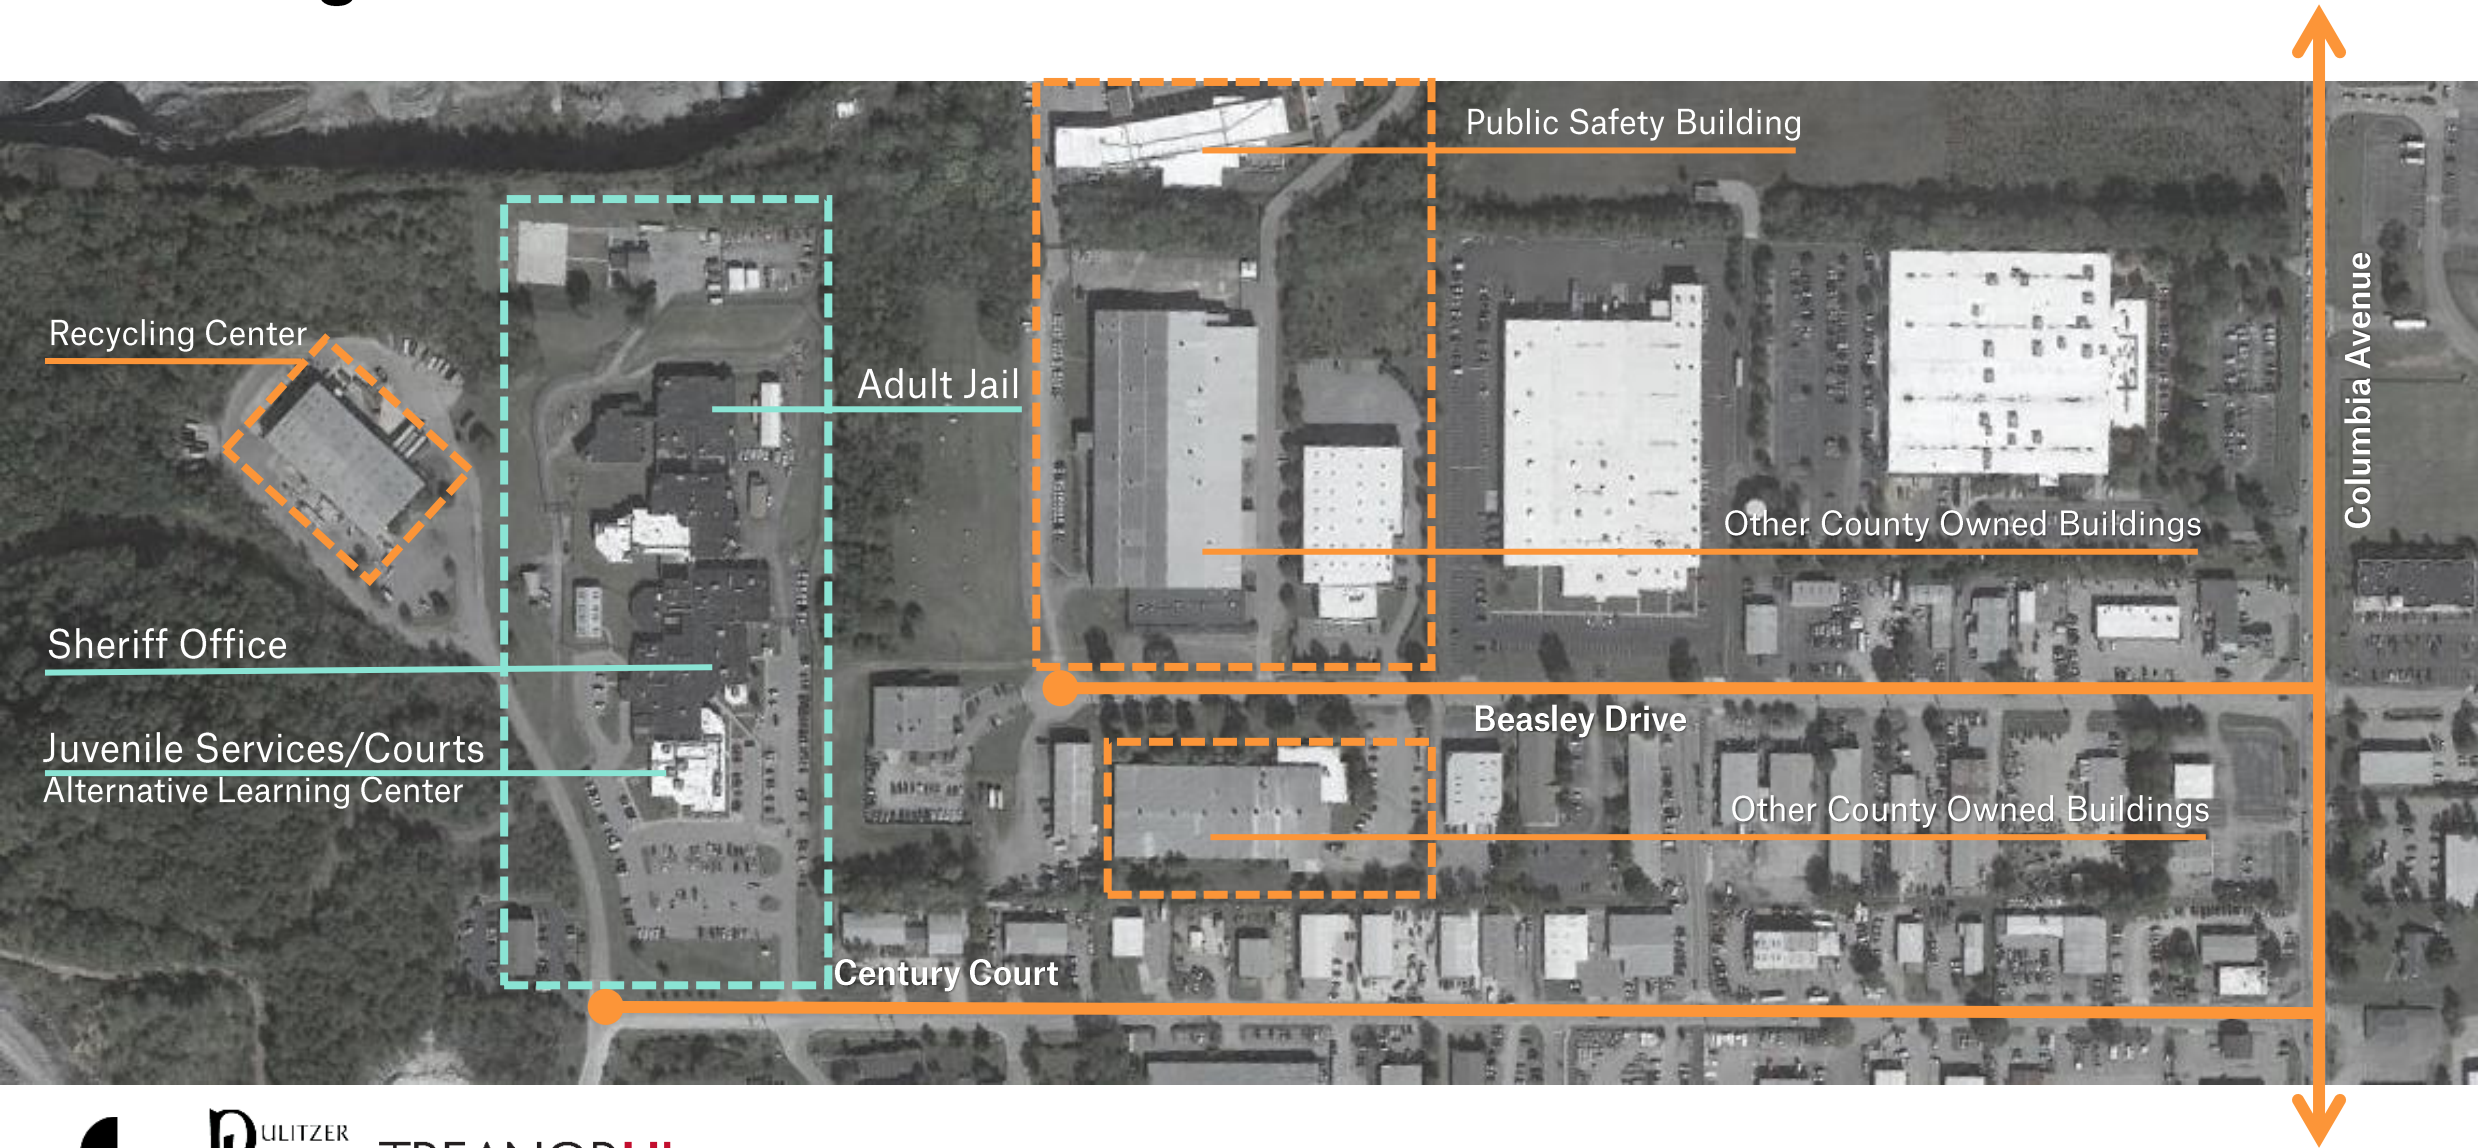 Public Safety Building
Recycling Center
Adult Jail
Columbia Avenue
Other County Owned Buildings
Sheriff Office
Beasley Drive
Juvenile Services/Courts
Alternative Learning Center
Other County Owned Buildings
Century Court
PULITZER